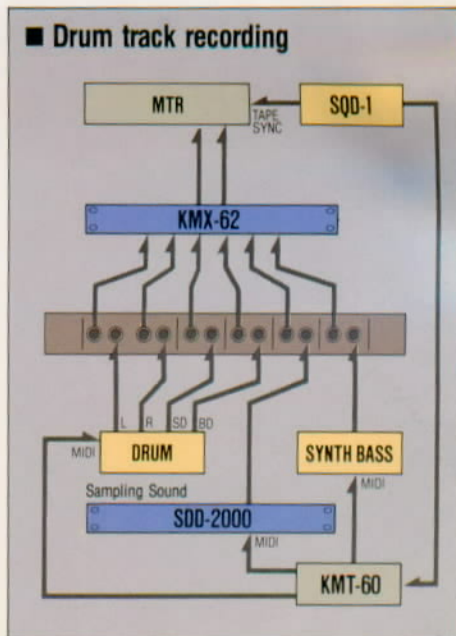 ■ Drum track recording
MTR
SQD-1
TAPE
SYNC
KMX-62
L R SD BD
MIDI
DRUM
SYNTH BASS
MIDI
Sampling Sound
SDD-2000
MIDI
KMT-60